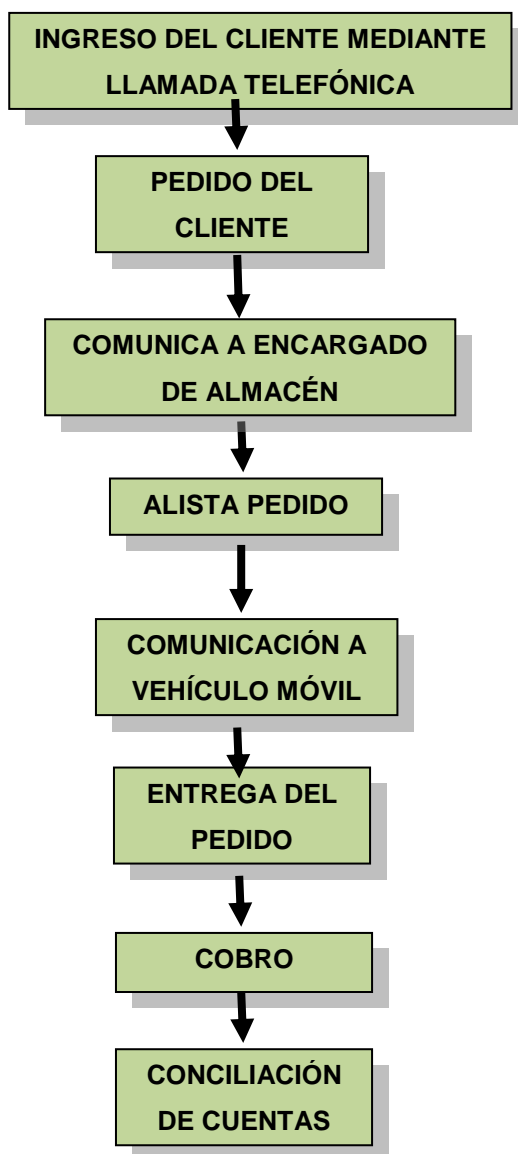 INGRESO DEL CLIENTE MEDIANTE
LLAMADA TELEFÓNICA
PEDIDO DEL
CLIENTE
COMUNICA A ENCARGADO
DE ALMACÉN
ALISTA PEDIDO
COMUNICACIÓN A
VEHÍCULO MÓVIL
ENTREGA DEL
PEDIDO
COBRO
CONCILIACIÓN
DE CUENTAS